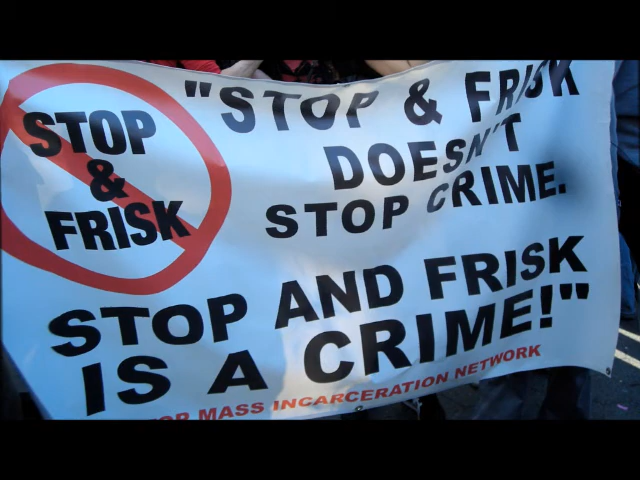 STOP
&
FRISK
"STOP & FRISK
DOESN'T
STOP CRIME.
STOP AND FRISK
IS A CRIME!"
MASS INCARCERATION NETWORK